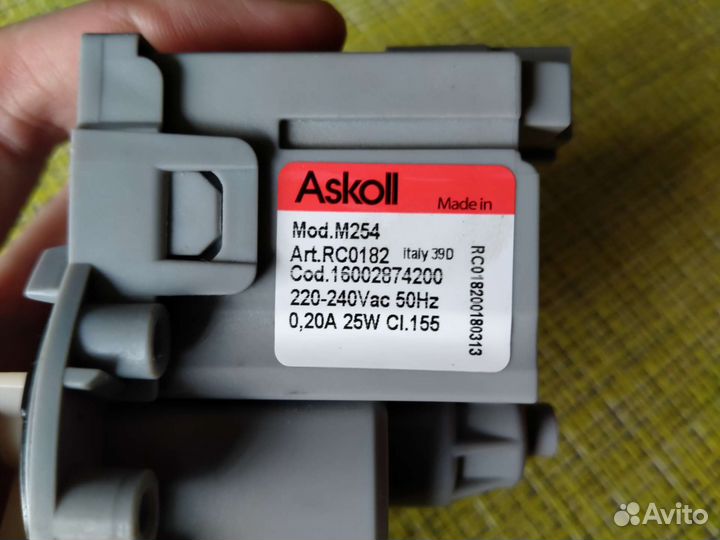 Askoll
Made in
Mod.M254
Art.RC0182 italy 39D
Cod.16002874200
220-240Vac 50Hz
0,20A 25W Cl.155
RC018200180313
Avito